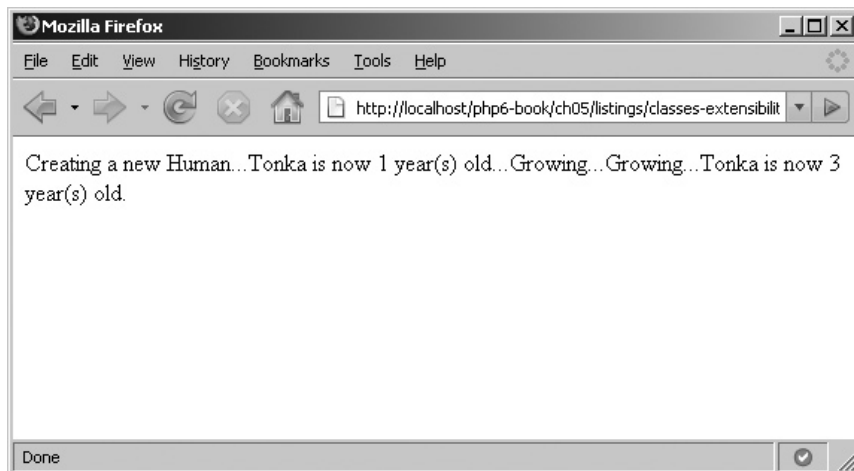 Mozilla Firefox
File Edit View History Bookmarks Tools Help
http://localhost/php6-book/ch05/listings/classes-extensibilit
Creating a new Human...Tonka is now 1 year(s) old...Growing...Growing...Tonka is now 3
year(s) old.
Done